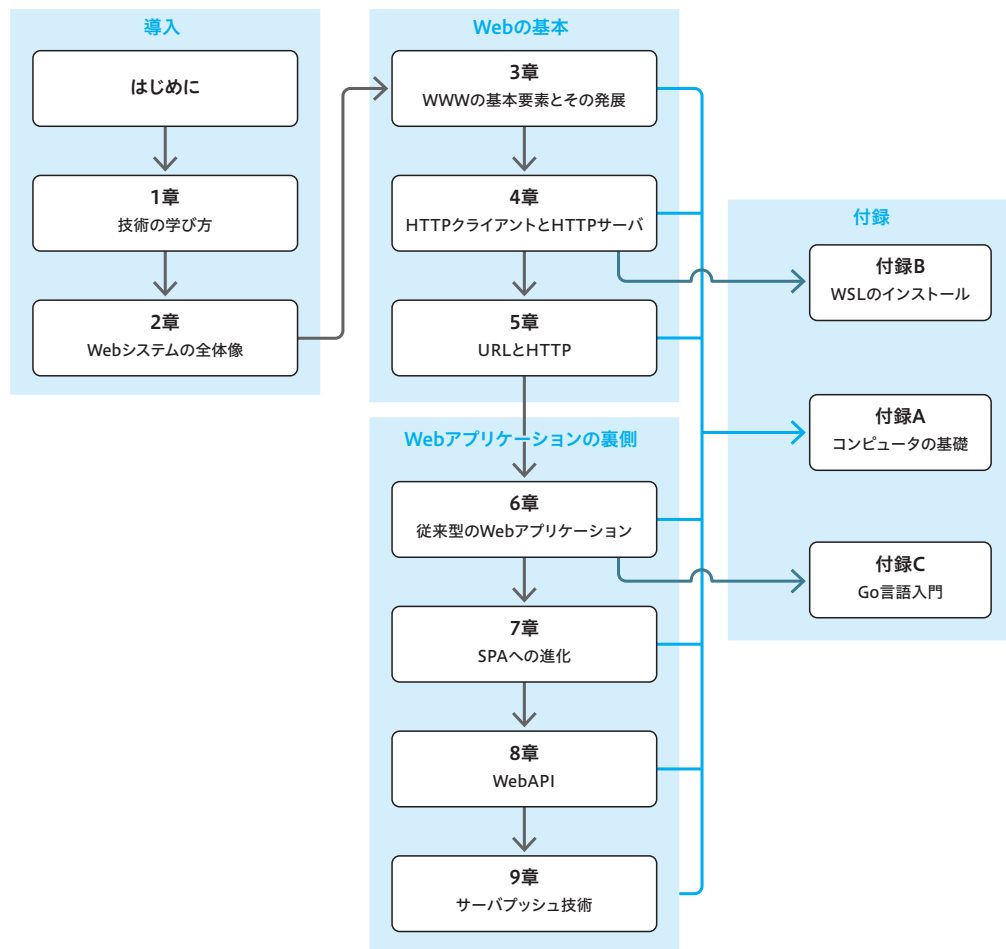 導入
はじめに
1章
技術の学び方
2章
Webシステムの全体像
Webの基本
3章
WWWの基本要素とその発展
4章
HTTPクライアントとHTTPサーバ
5章
URLとHTTP
Webアプリケーションの裏側
6章
従来型のWebアプリケーション
7章
SPAへの進化
8章
WebAPI
9章
サーバプッシュ技術
付録
付録B
WSLのインストール
付録A
コンピュータの基礎
付録C
Go言語入門